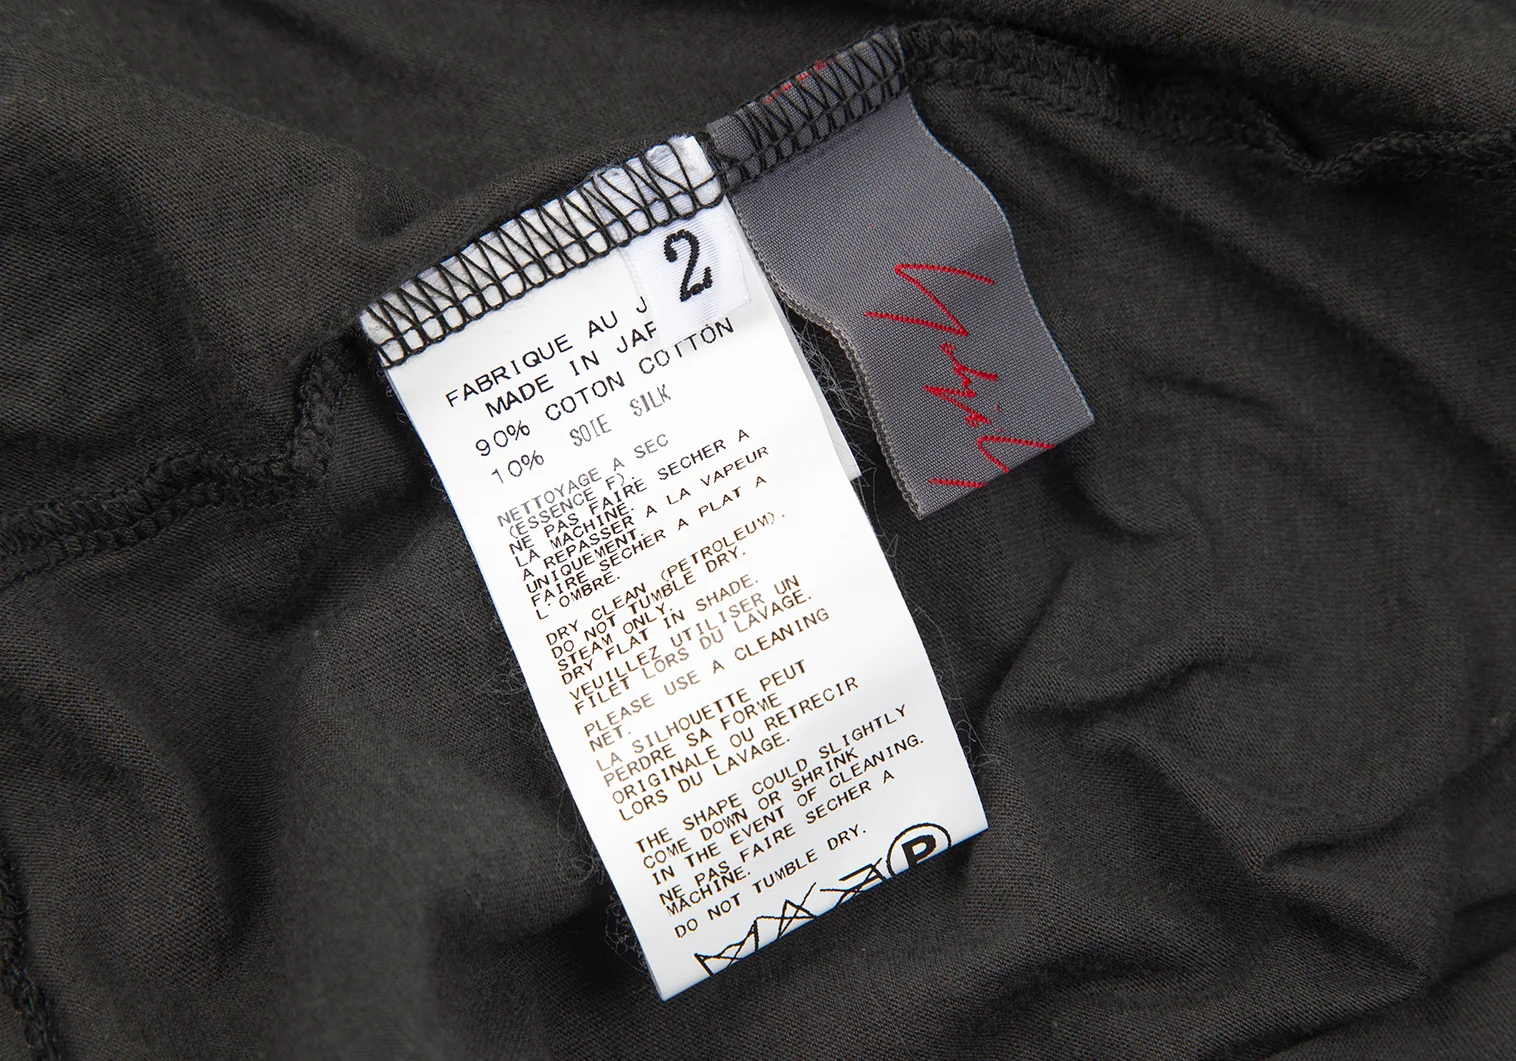 2
FABRIQUE AU J
MADE IN JAP
90% COTON COTTON
10% SOIE SILK
NETTOYAGE A SEC
(ESSENCE F).
NE PAS FAIRE SECHER A
LA MACHINE.
A REPASSER A LA VAPEUR
UNIQUEMENT.
FAIRE SECHER A PLAT A
L'OMBRE.
DRY CLEAN (PETROLEUM).
DO NOT TUMBLE DRY.
STEAM ONLY.
DRY FLAT IN SHADE.
VEUILLEZ UTILISER UN
FILET LORS DU LAVAGE.
PLEASE USE A CLEANING
NET.
LA SILHOUETTE PEUT
PERDRE SA FORME
ORIGINALE OU RETRECIR
LORS DU LAVAGE.
THE SHAPE COULD SLIGHTLY
COME DOWN OR SHRINK
IN THE EVENT OF CLEANING.
NE PAS FAIRE SECHER A
MACHINE.
DO NOT TUMBLE DRY.
P